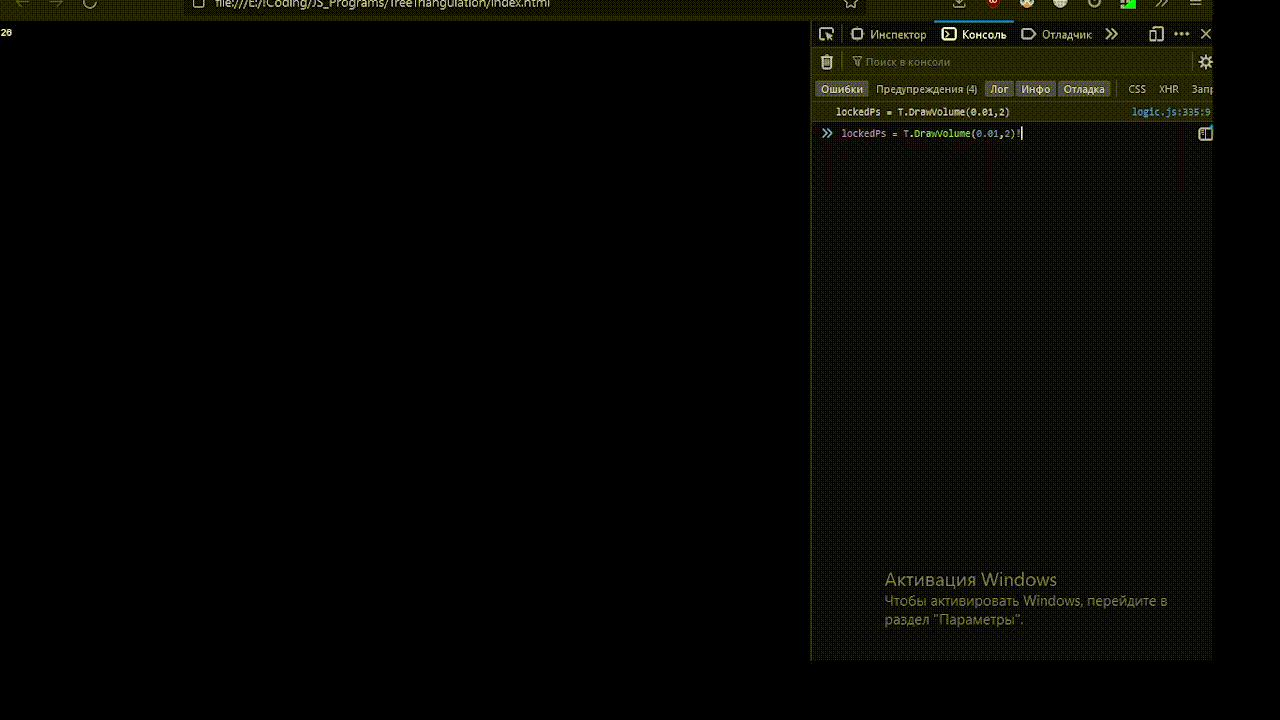 file:///E:/iCoding/JS_Programs/TreeTriangulation/index.html
26
Инспектор Консоль Отладчик
Поиск в консоли
Ошибки Предупреждения (4) Лог Инфо Отладка CSS XHR Запр
lockedPs = T.DrawVolume(0.01,2) logic.js:335:9
lockedPs = T.DrawVolume(0.01,2)!
Активация Windows
Чтобы активировать Windows, перейдите в
раздел "Параметры".